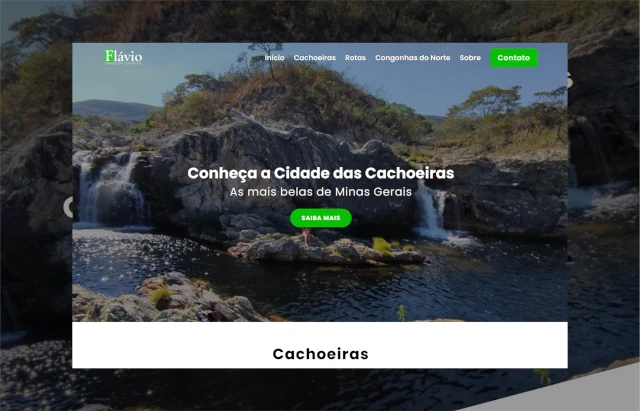 Flávio
Início Cachoeiras Rotas Congonhas do Norte Sobre Contato
Conheça a Cidade das Cachoeiras
As mais belas de Minas Gerais
SAIBA MAIS
Cachoeiras